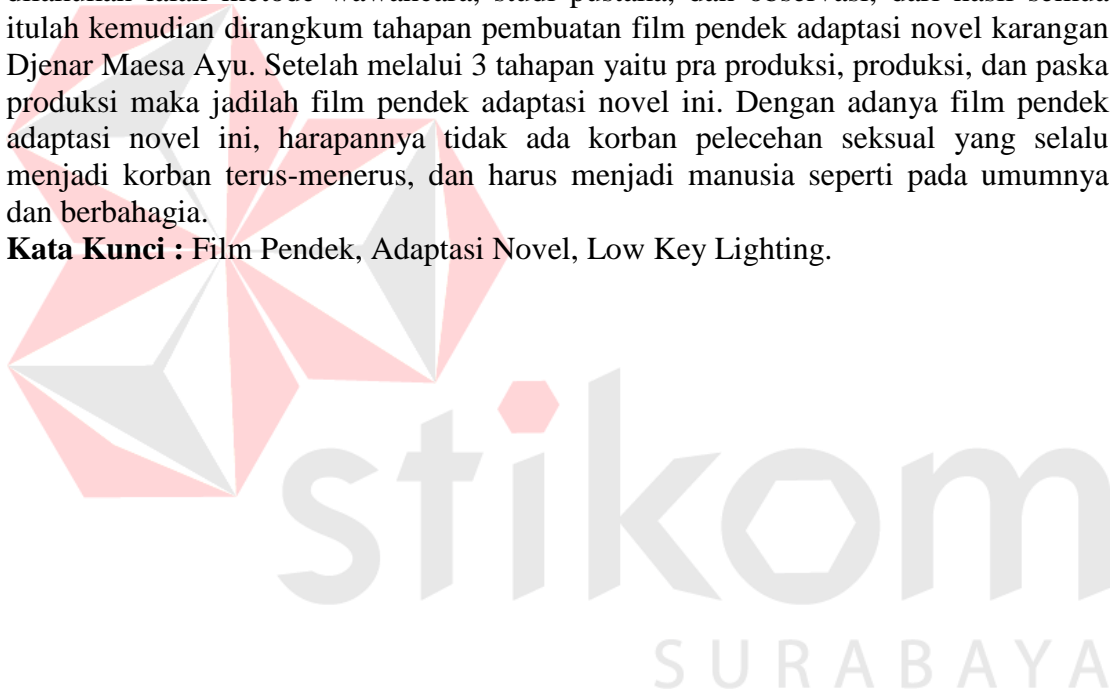 itulah kemudian dirangkum tahapan pembuatan film pendek adaptasi novel karangan
Djenar Maesa Ayu. Setelah melalui 3 tahapan yaitu pra produksi, produksi, dan paska
produksi maka jadilah film pendek adaptasi novel ini. Dengan adanya film pendek
adaptasi novel ini, harapannya tidak ada korban pelecehan seksual yang selalu
menjadi korban terus-menerus, dan harus menjadi manusia seperti pada umumnya
dan berbahagia.
Kata Kunci : Film Pendek, Adaptasi Novel, Low Key Lighting.
stikom
SURABAYA